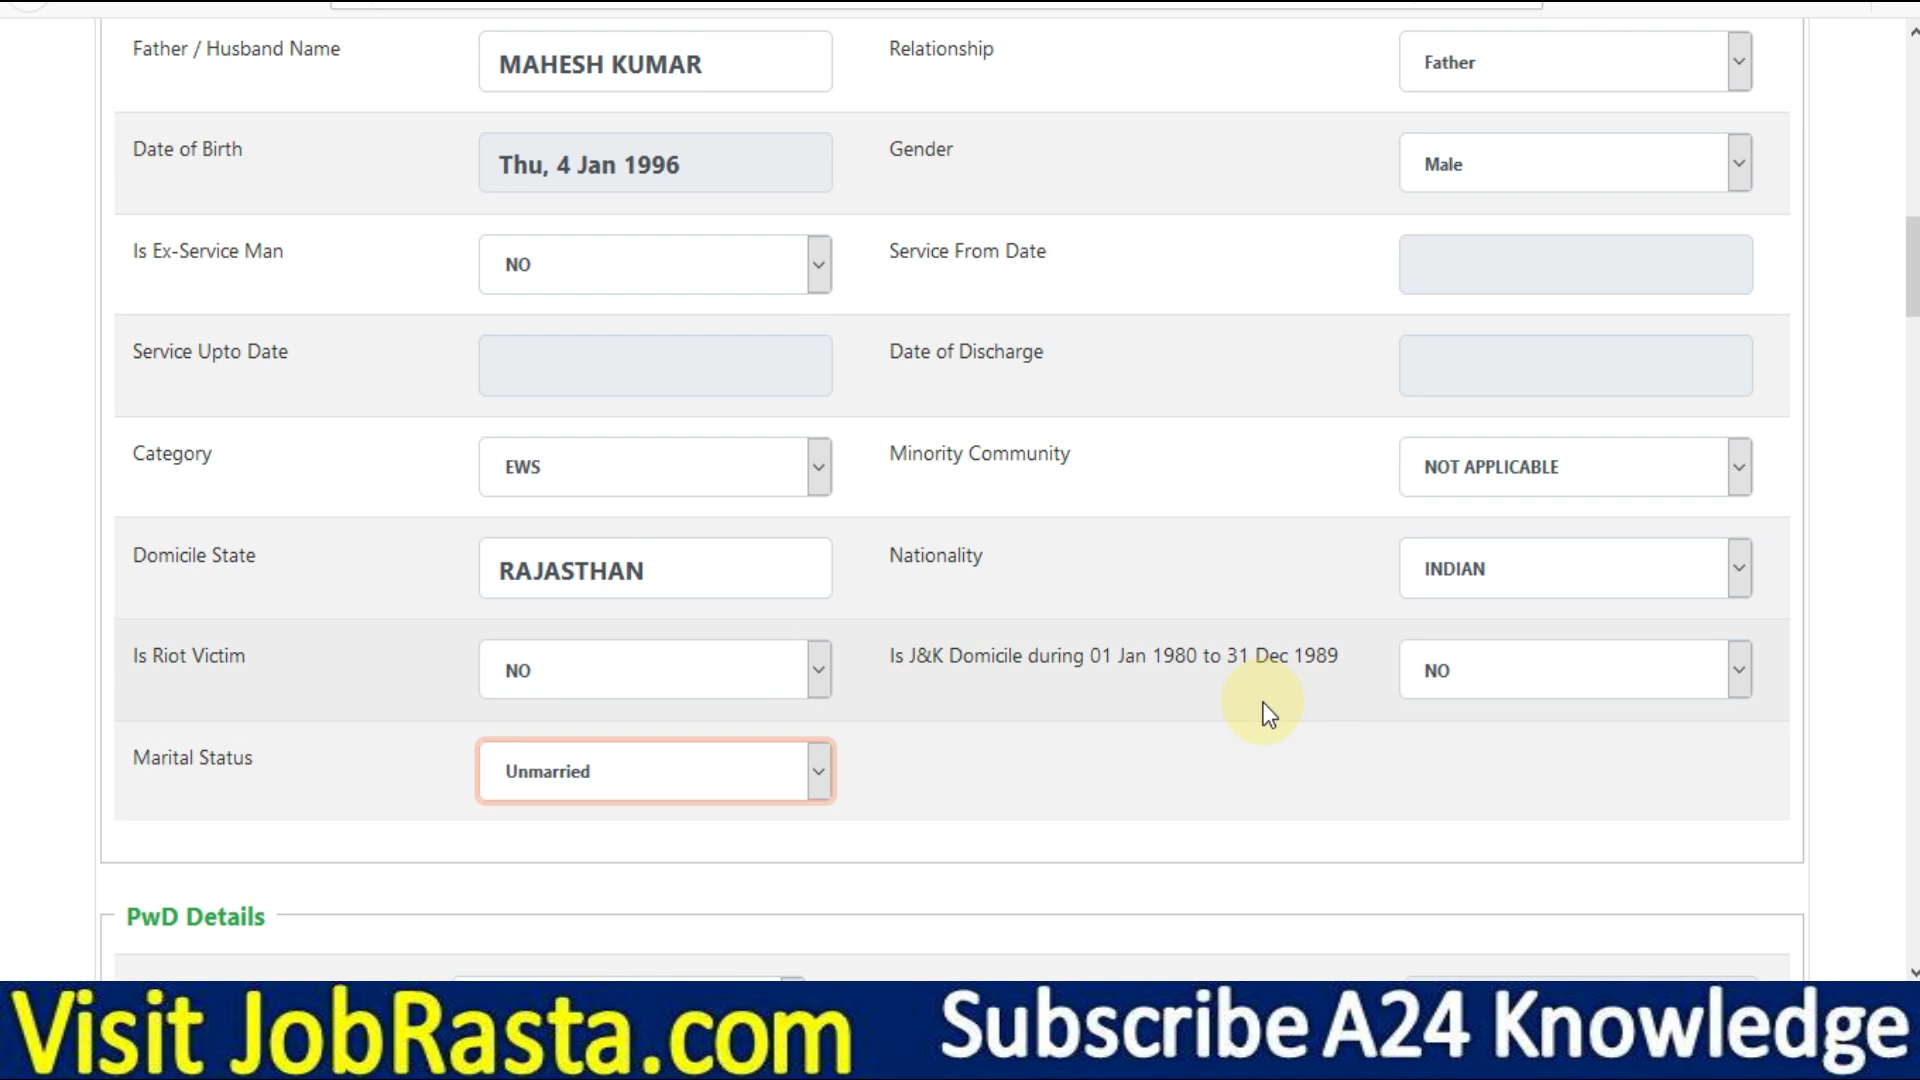 Father / Husband Name MAHESH KUMAR Relationship Father
Date of Birth Thu, 4 Jan 1996 Gender Male
Is Ex-Service Man NO Service From Date
Service Upto Date Date of Discharge
Category EWS Minority Community NOT APPLICABLE
Domicile State RAJASTHAN Nationality INDIAN
Is Riot Victim NO Is J&K Domicile during 01 Jan 1980 to 31 Dec 1989 NO
Marital Status Unmarried
PwD Details
Visit JobRasta.com Subscribe A24 Knowledge